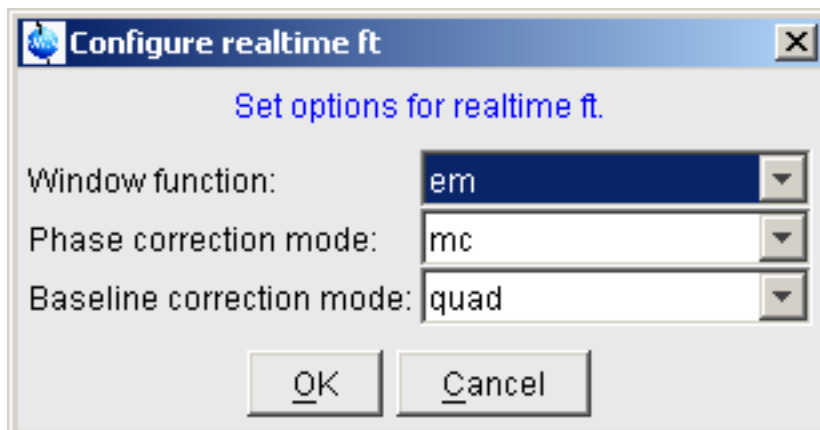 Configure realtime ft
Set options for realtime ft.
Window function: em
Phase correction mode: mc
Baseline correction mode: quad
OK Cancel